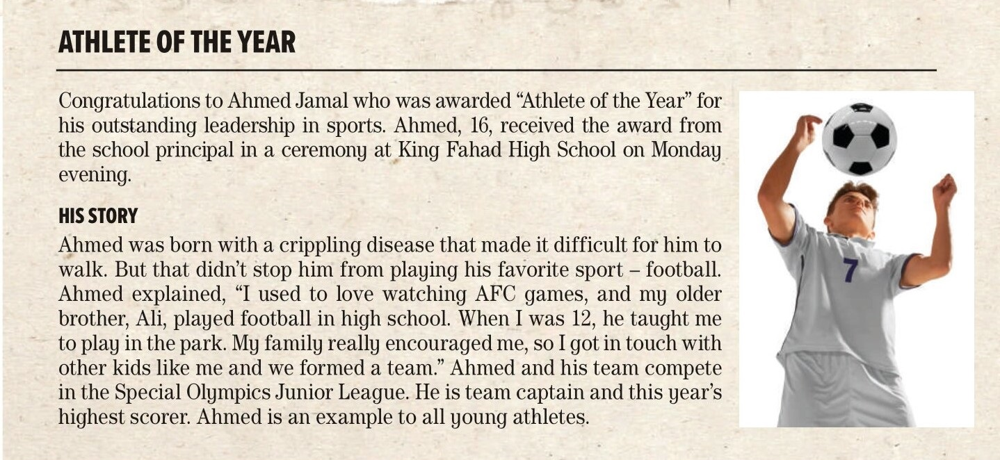 ATHLETE OF THE YEAR
Congratulations to Ahmed Jamal who was awarded “Athlete of the Year” for
his outstanding leadership in sports. Ahmed, 16, received the award from
the school principal in a ceremony at King Fahad High School on Monday
evening.
HIS STORY
Ahmed was born with a crippling disease that made it difficult for him to
walk. But that didn’t stop him from playing his favorite sport – football.
Ahmed explained, “I used to love watching AFC games, and my older
brother, Ali, played football in high school. When I was 12, he taught me
to play in the park. My family really encouraged me, so I got in touch with
other kids like me and we formed a team.” Ahmed and his team compete
in the Special Olympics Junior League. He is team captain and this year’s
highest scorer. Ahmed is an example to all young athletes.
7